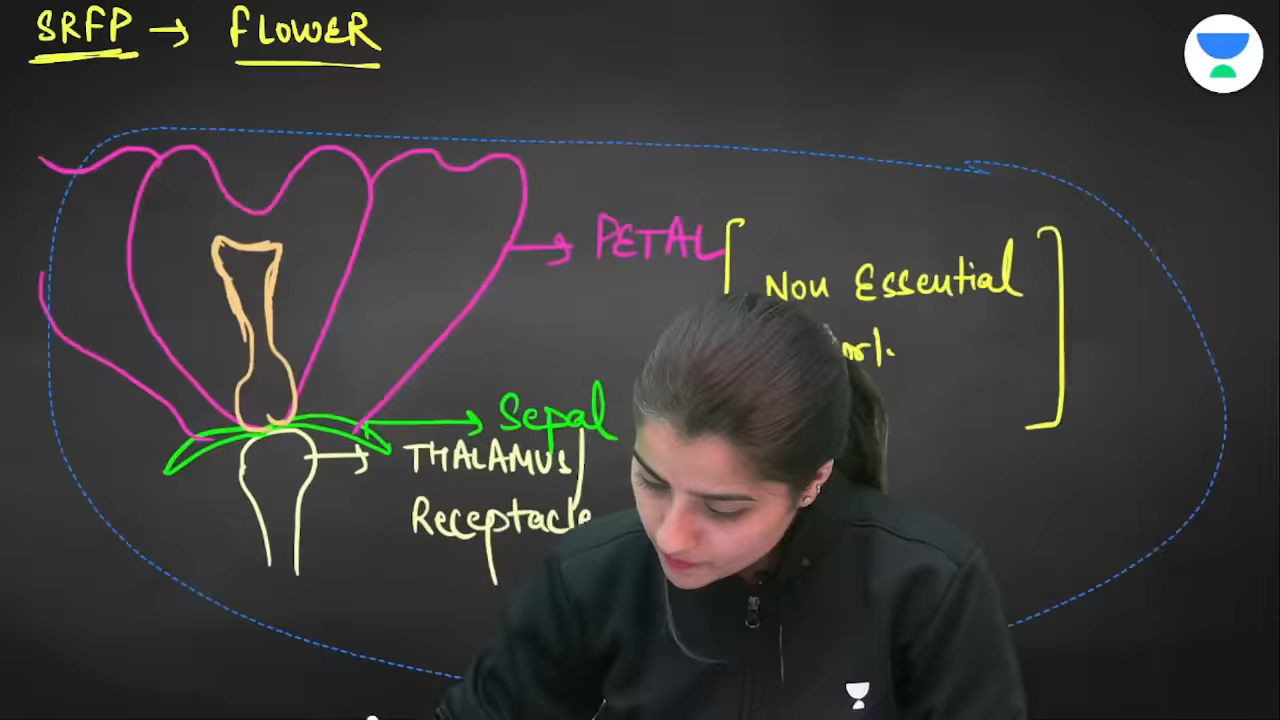 SRFP → FLOWER
→ PETAL
Non Essential
→ Sepal
→ THALAMUS/
Receptacle